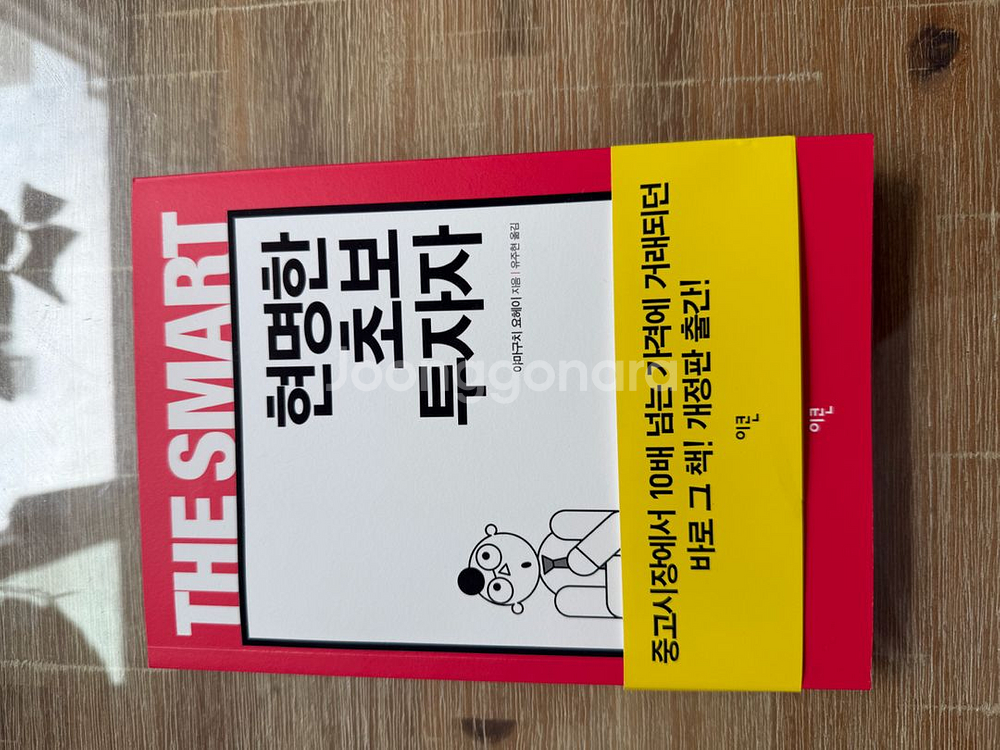 THE SMART
현명한
초보
투자자
야마구치 요헤이 지음 | 유주현 옮김
중고시장에서 10배 넘는 가격에 거래되던
바로 그 책! 개정판 출간!
이콘
이콘
Joonggonara